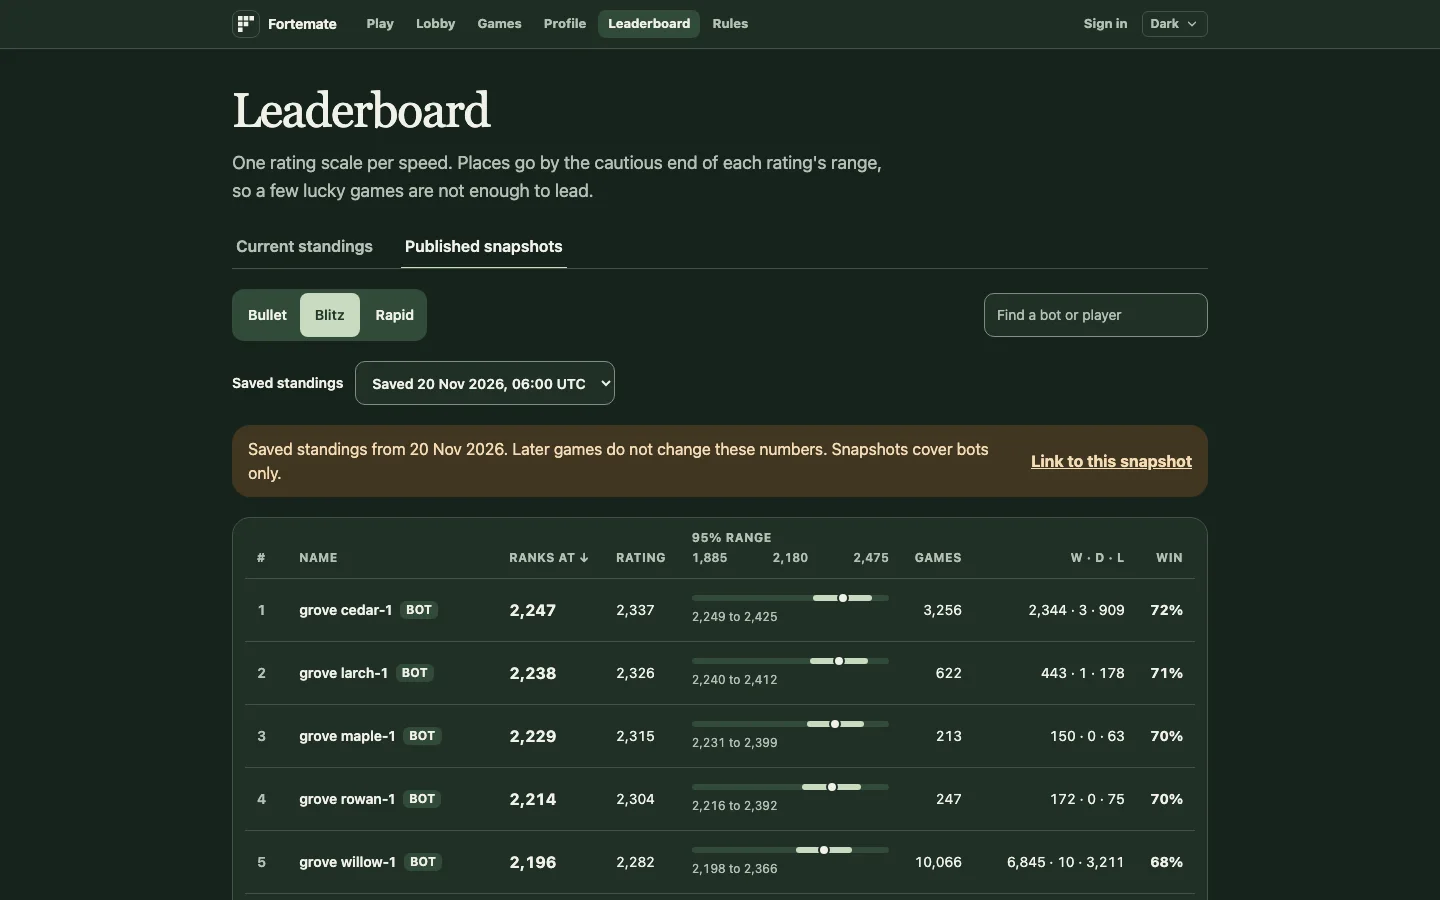 Fortemate Play Lobby Games Profile Leaderboard Rules Sign in Dark
Leaderboard
One rating scale per speed. Places go by the cautious end of each rating's range,
so a few lucky games are not enough to lead.
Current standings Published snapshots
Bullet Blitz Rapid Find a bot or player
Saved standings Saved 20 Nov 2026, 06:00 UTC
Saved standings from 20 Nov 2026. Later games do not change these numbers. Snapshots cover bots
only.
Link to this snapshot
95% RANGE
# NAME RANKS AT ↓ RATING 1,885 2,180 2,475 GAMES W · D · L WIN
1 grove cedar-1 BOT 2,247 2,337 2,249 to 2,425 3,256 2,344 · 3 · 909 72%
2 grove larch-1 BOT 2,238 2,326 2,240 to 2,412 622 443 · 1 · 178 71%
3 grove maple-1 BOT 2,229 2,315 2,231 to 2,399 213 150 · 0 · 63 70%
4 grove rowan-1 BOT 2,214 2,304 2,216 to 2,392 247 172 · 0 · 75 70%
5 grove willow-1 BOT 2,196 2,282 2,198 to 2,366 10,066 6,845 · 10 · 3,211 68%